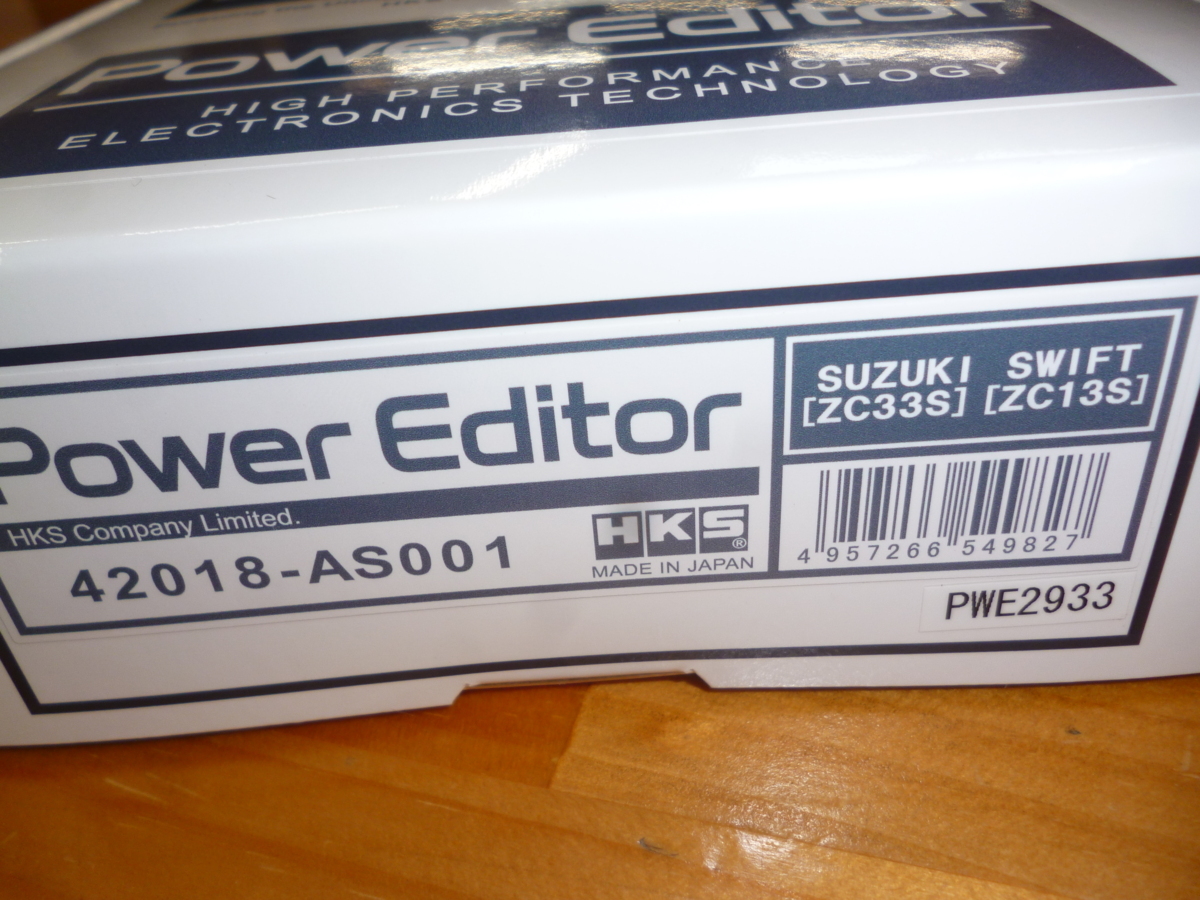 HKS
Power Editor
HIGH PERFORMANCE
ELECTRONICS TECHNOLOGY
Power Editor
HKS Company Limited.
42018-AS001
HKS®
MADE IN JAPAN
SUZUKI SWIFT
[ZC33S] [ZC13S]
4 957266 549827
PWE2933